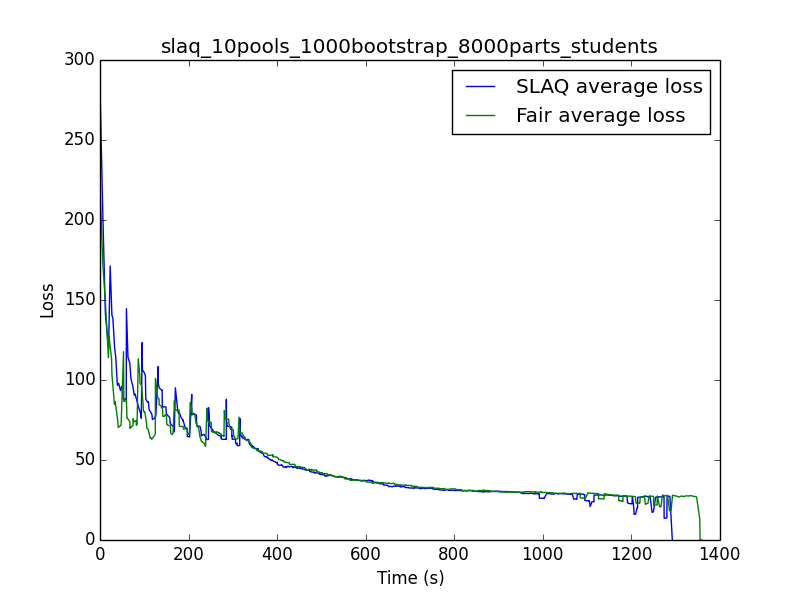 slaq_10pools_1000bootstrap_8000parts_students
300
250
200
150
100
50
0
Loss
SLAQ average loss
Fair average loss
0 200 400 600 800 1000 1200 1400
Time (s)